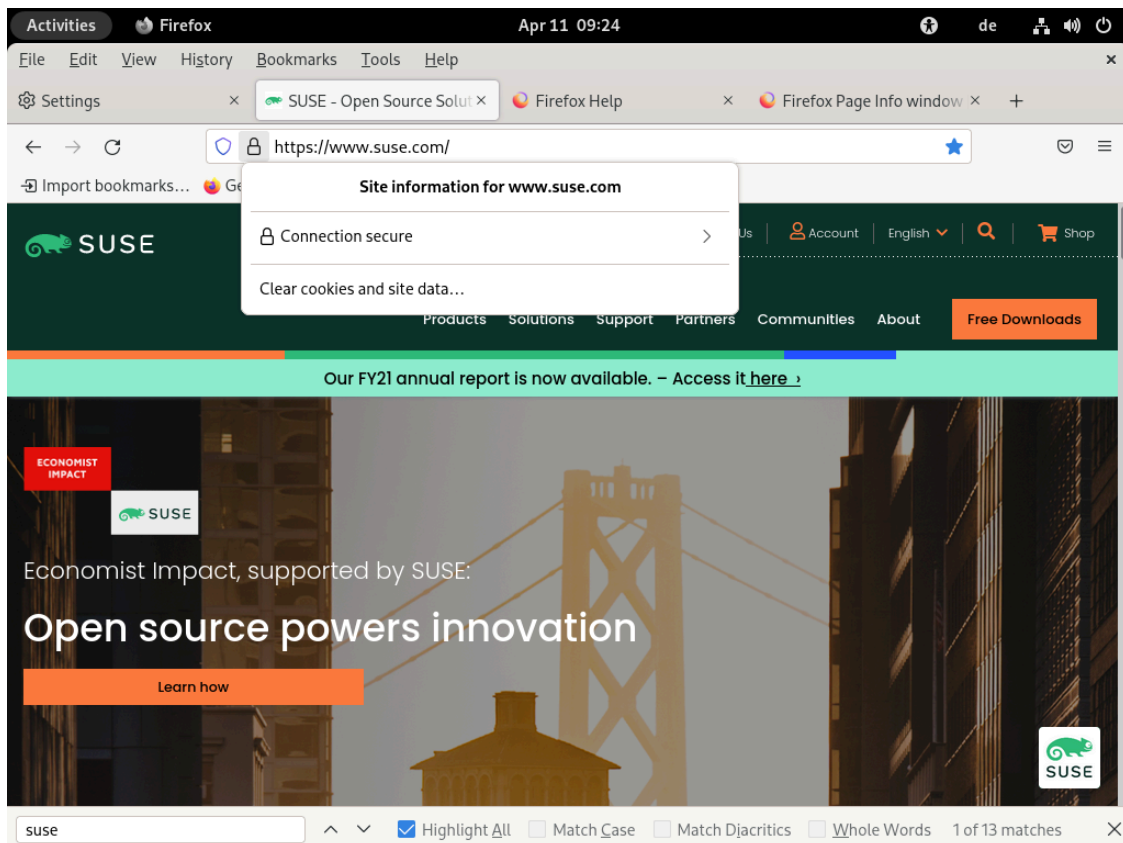 Activities Firefox Apr 11 09:24 de
File Edit View History Bookmarks Tools Help
Settings SUSE - Open Source Solut Firefox Help Firefox Page Info window
https://www.suse.com/
Import bookmarks... Ge
Site information for www.suse.com
Connection secure
Clear cookies and site data...
SUSE Us Account English Shop
Products Solutions Support Partners Communities About Free Downloads
Our FY21 annual report is now available. – Access it here ›
ECONOMIST
IMPACT
SUSE
Economist Impact, supported by SUSE:
Open source powers innovation
Learn how
SUSE
suse Highlight All Match Case Match Diacritics Whole Words 1 of 13 matches